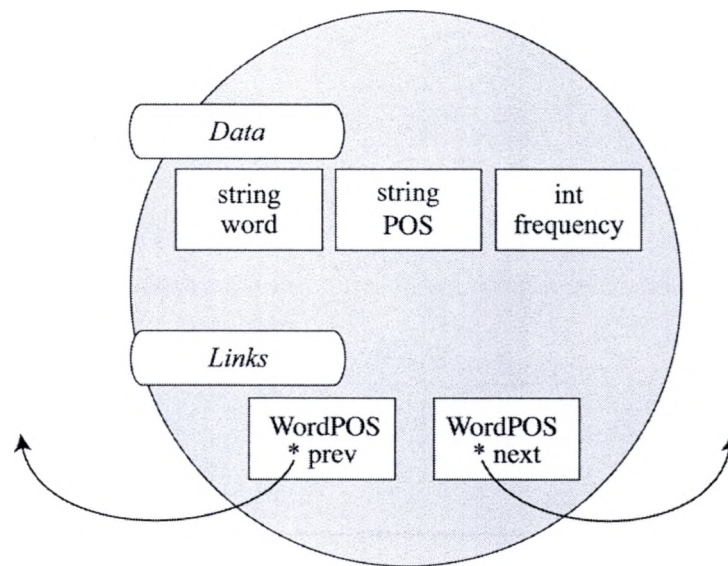 Data
string
word
string
POS
int
frequency
Links
WordPOS
* prev
WordPOS
* next